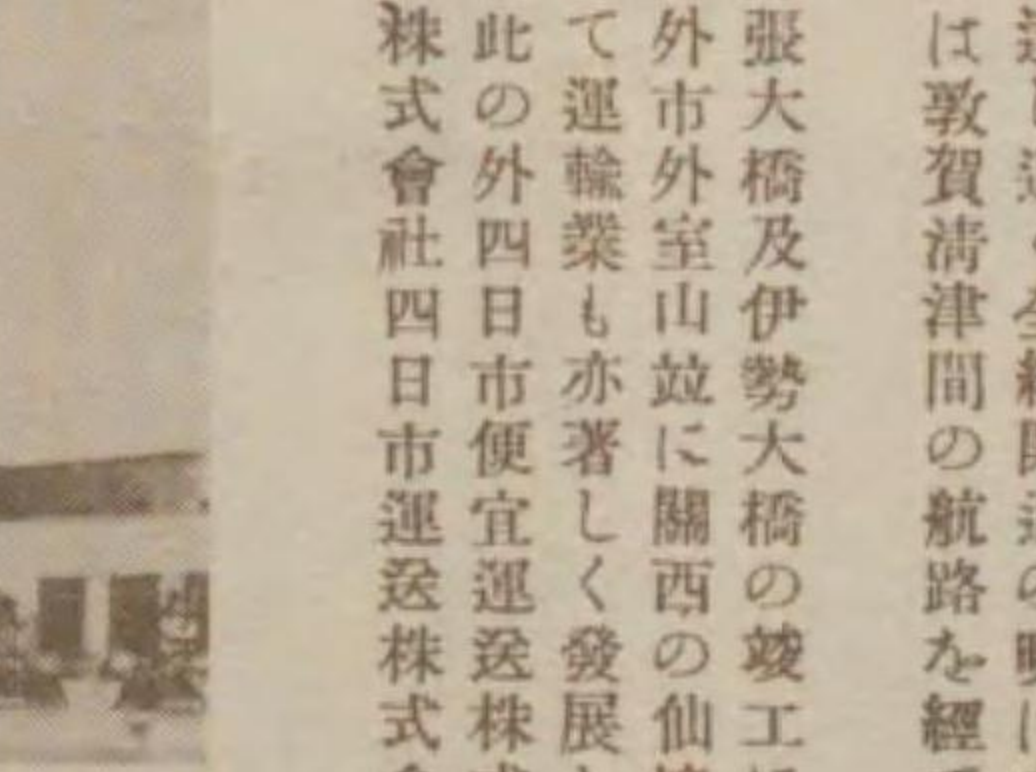 は敦賀淸津間の航路を經
張大橋及伊勢大橋の竣工
外市外室山竝に關西の仙
て運輸業も亦著しく發展
此の外四日市便宜運送株
株式會社四日市運送株式